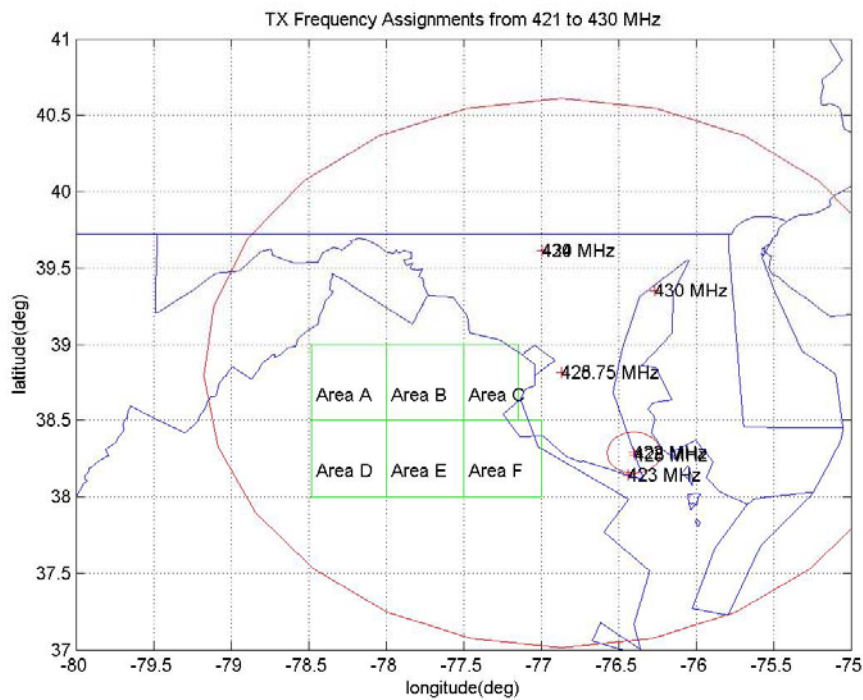 TX Frequency Assignments from 421 to 430 MHz
41
40.5
40
39.5
39
38.5
38
37.5
37
latitude(deg)
MHz
430 MHz
MHz
Area A Area B Area C
MHz
MHz
423 MHz
Area D Area E Area F
-80 -79.5 -79 -78.5 -78 -77.5 -77 -76.5 -76 -75.5 -75
longitude(deg)